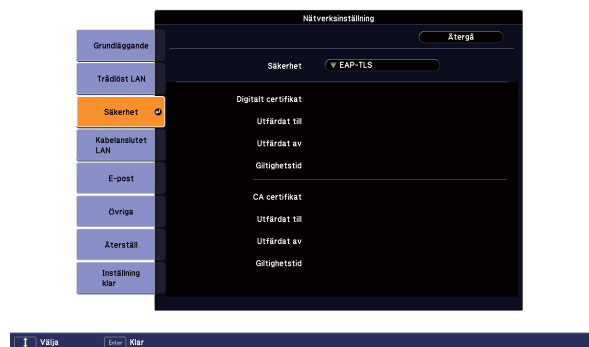 Nätverksinställning
Återgå
Grundläggande
Trådlöst LAN
Säkerhet
Kabelanslutet
LAN
E-post
Övriga
Återställ
Inställning
klar
Säkerhet ▼ EAP-TLS
Digitalt certifikat
Utfärdat till
Utfärdat av
Giltighetstid
CA certifikat
Utfärdat till
Utfärdat av
Giltighetstid
Välja Enter Klar